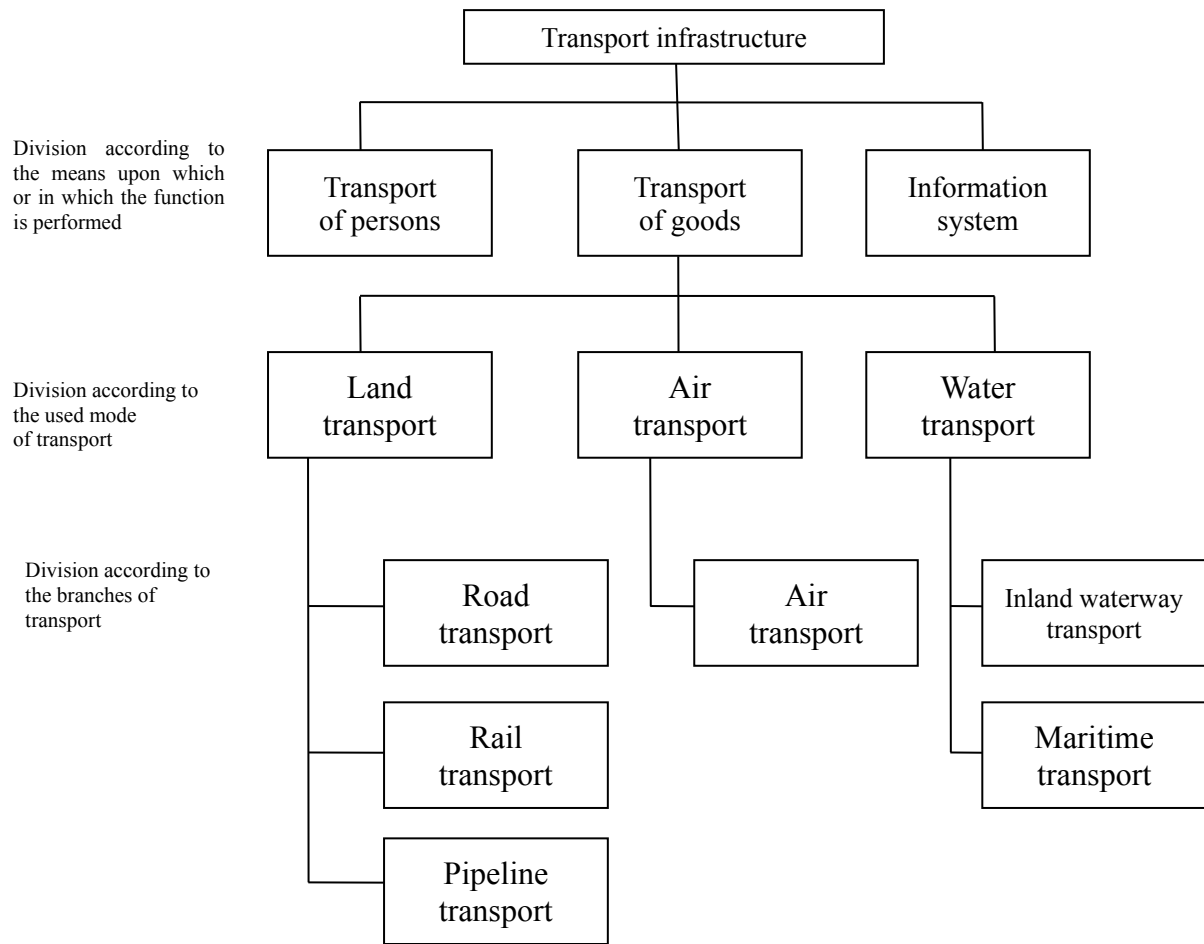 Transport infrastructure
Division according to
the means upon which
or in which the function
is performed
Transport
of persons
Transport
of goods
Information
system
Division according to
the used mode
of transport
Land
transport
Air
transport
Water
transport
Division according to
the branches of
transport
Road
transport
Air
transport
Inland waterway
transport
Rail
transport
Maritime
transport
Pipeline
transport